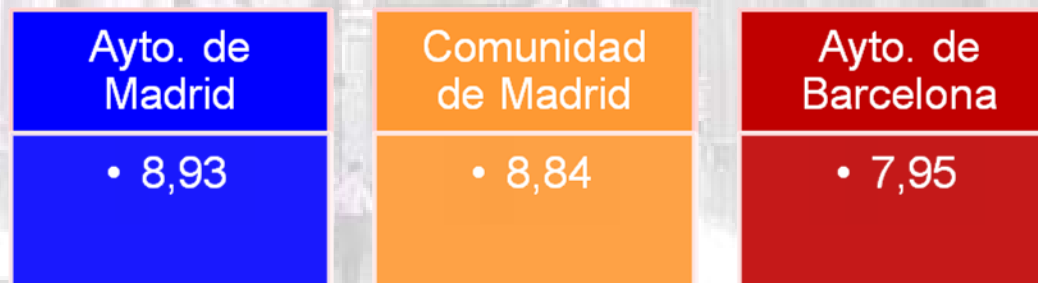 Ayto. de
Madrid
• 8,93
Comunidad
de Madrid
• 8,84
Ayto. de
Barcelona
• 7,95